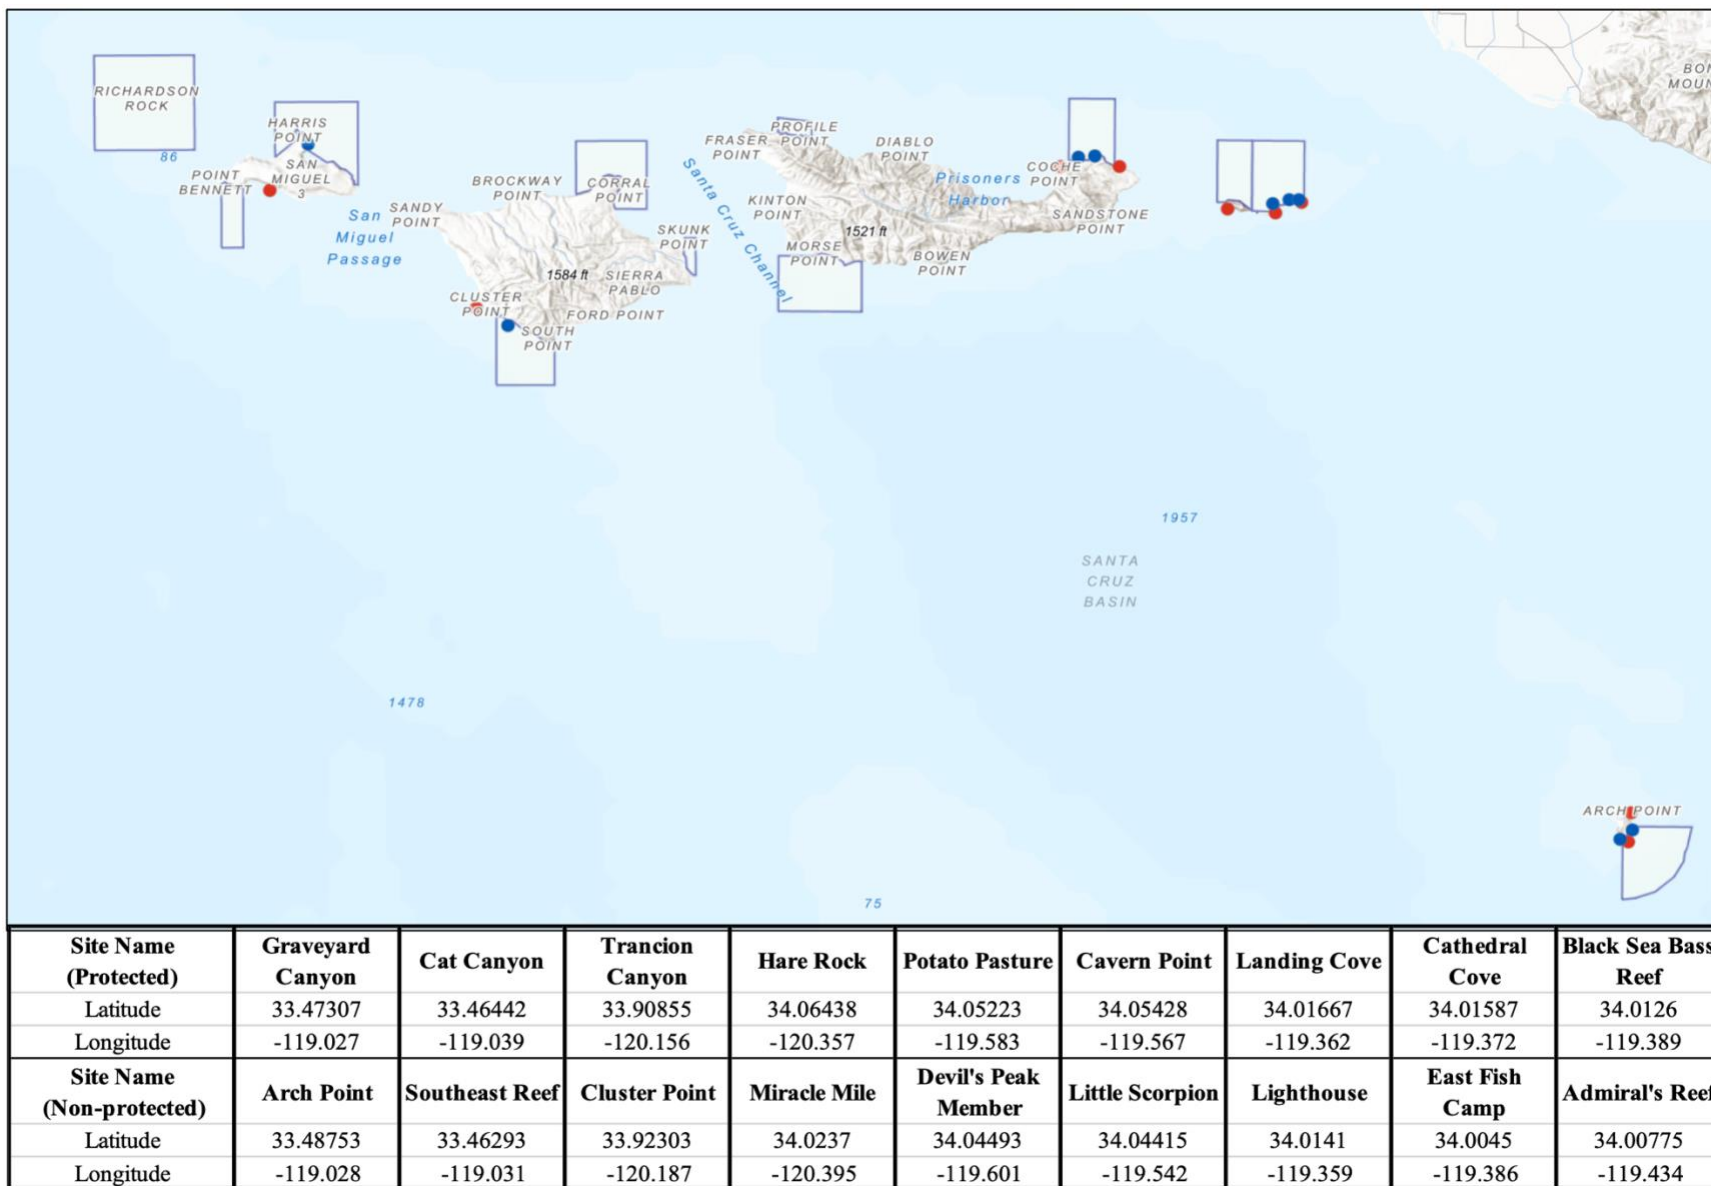 RICHARDSON
ROCK
86
HARRIS
POINT
SAN
MIGUEL
3
POINT
BENNETT
San
Miguel
Passage
SANDY
POINT
BROCKWAY
POINT
CORRAL
POINT
SKUNK
POINT
1584 ft
SIERRA
PABLO
CLUSTER
POINT
FORD POINT
SOUTH
POINT
Santa Cruz Channel
FRASER
POINT
PROFILE
POINT
DIABLO
POINT
KINTON
POINT
MORSE
POINT
1521 ft
BOWEN
POINT
Prisoners
Harbor
COCHE
POINT
SANDSTONE
POINT
1957
SANTA
CRUZ
BASIN
1478
75
ARCH POINT
Site Name (Protected) Graveyard Canyon Cat Canyon Trancion Canyon Hare Rock Potato Pasture Cavern Point Landing Cove Cathedral Cove Black Sea Bass Reef
Latitude 33.47307 33.46442 33.90855 34.06438 34.05223 34.05428 34.01667 34.01587 34.0126
Longitude -119.027 -119.039 -120.156 -120.357 -119.583 -119.567 -119.362 -119.372 -119.389
Site Name (Non-protected) Arch Point Southeast Reef Cluster Point Miracle Mile Devil's Peak Member Little Scorpion Lighthouse East Fish Camp Admiral's Reef
Latitude 33.48753 33.46293 33.92303 34.0237 34.04493 34.04415 34.0141 34.0045 34.00775
Longitude -119.028 -119.031 -120.187 -120.395 -119.601 -119.542 -119.359 -119.386 -119.434